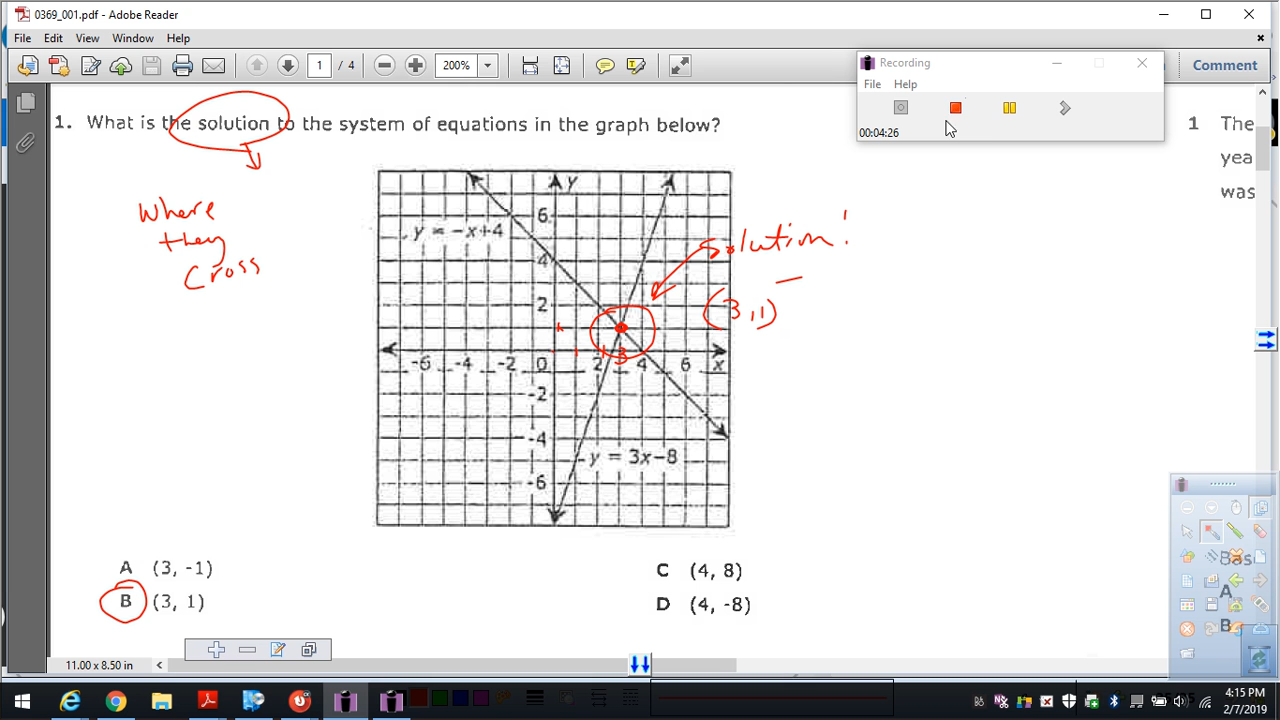 0369_001.pdf - Adobe Reader
File Edit View Window Help
1 / 4 200% Comment
Recording
File Help
00:04:26
1. What is the solution to the system of equations in the graph below?
1 The
yea
was
Where
they
Cross
y
6
y = -x+4
solution!
4
2
(3,1)
-6 -4 -2 0 2 3 4 6 x
-2
-4
y = 3x-8
-6
A (3, -1)
B (3, 1)
C (4, 8)
D (4, -8)
Bas
A
B
11.00 x 8.50 in
4:15 PM
2/7/2019